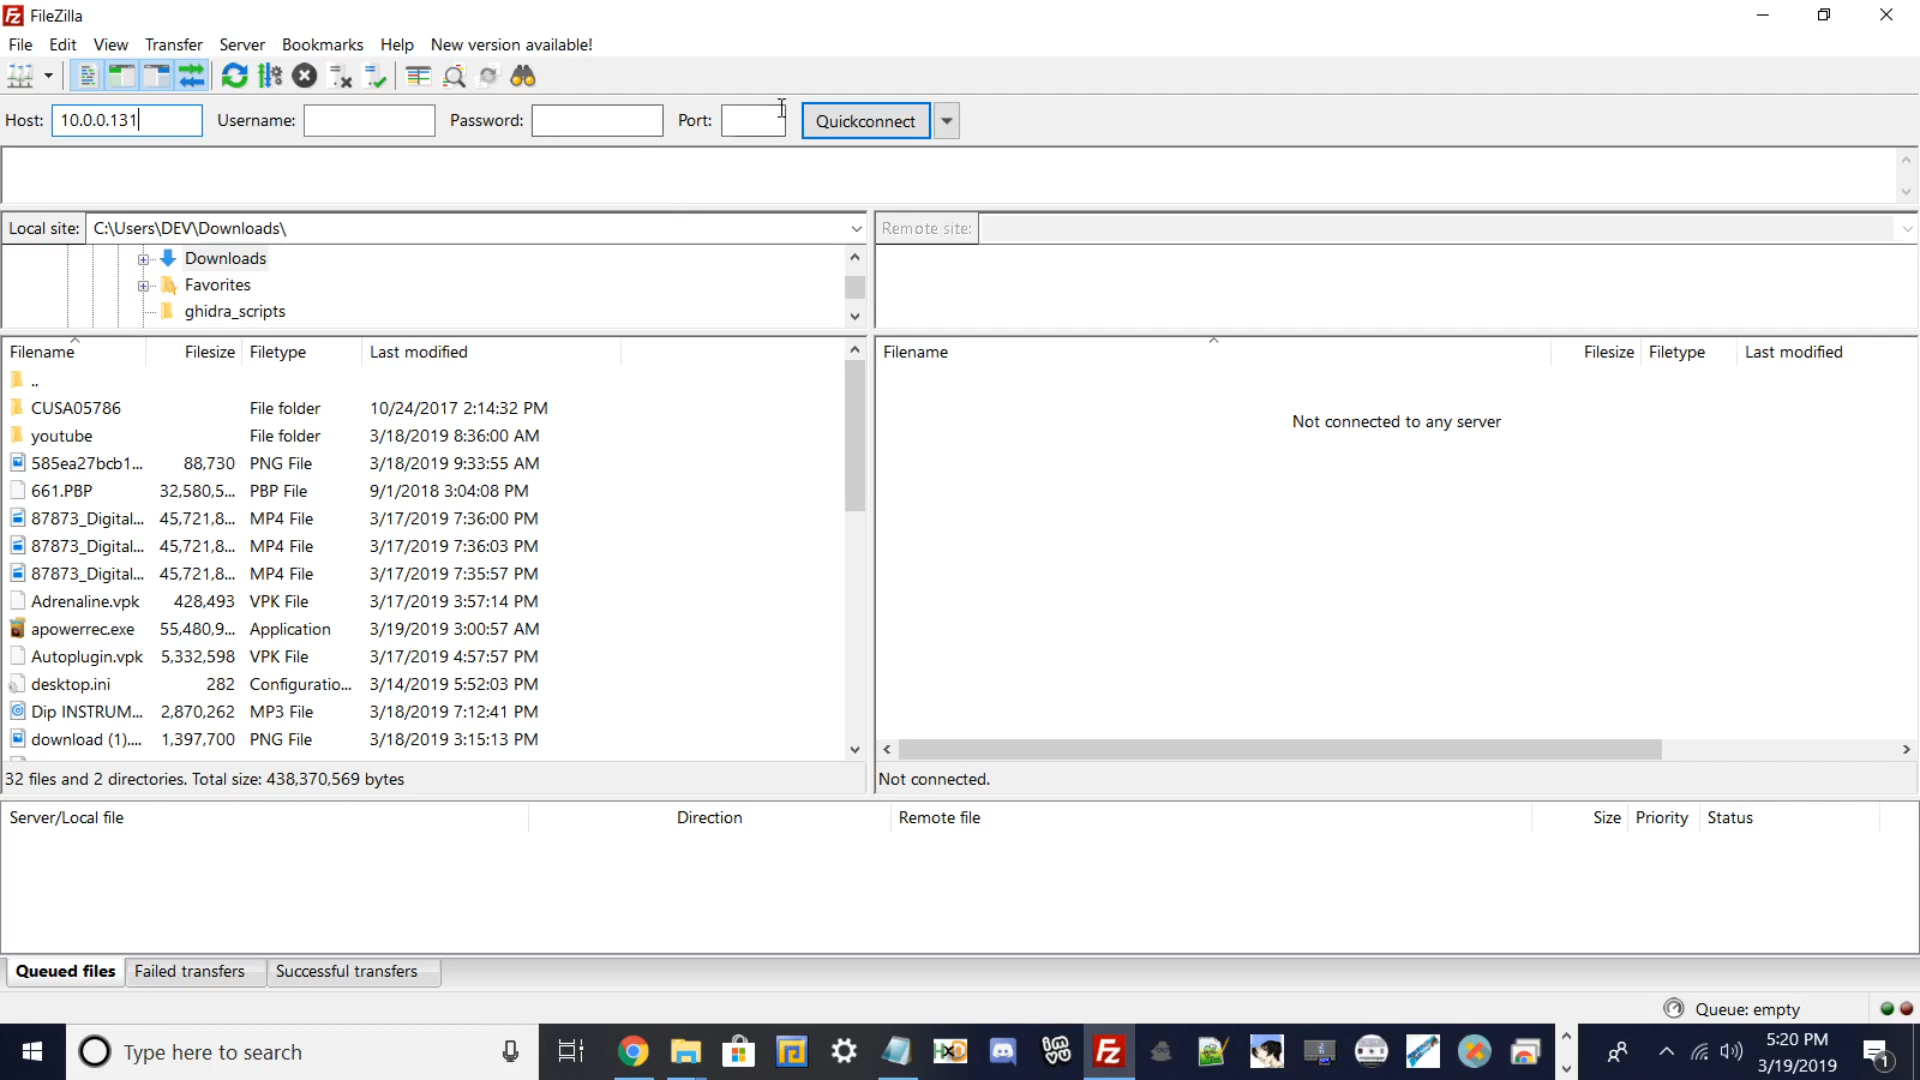 FileZilla
File Edit View Transfer Server Bookmarks Help New version available!
Host: 10.0.0.131 Username: Password: Port: Quickconnect
Local site: C:\Users\DEV\Downloads\
Remote site:
Downloads
Favorites
ghidra_scripts
Filename Filesize Filetype Last modified
..
CUSA05786 File folder 10/24/2017 2:14:32 PM
youtube File folder 3/18/2019 8:36:00 AM
585ea27bcb1... 88,730 PNG File 3/18/2019 9:33:55 AM
661.PBP 32,580,5... PBP File 9/1/2018 3:04:08 PM
87873_Digital... 45,721,8... MP4 File 3/17/2019 7:36:00 PM
87873_Digital... 45,721,8... MP4 File 3/17/2019 7:36:03 PM
87873_Digital... 45,721,8... MP4 File 3/17/2019 7:35:57 PM
Adrenaline.vpk 428,493 VPK File 3/17/2019 3:57:14 PM
apowerrec.exe 55,480,9... Application 3/19/2019 3:00:57 AM
Autoplugin.vpk 5,332,598 VPK File 3/17/2019 4:57:57 PM
desktop.ini 282 Configuratio... 3/14/2019 5:52:03 PM
Dip INSTRUM... 2,870,262 MP3 File 3/18/2019 7:12:41 PM
download (1).... 1,397,700 PNG File 3/18/2019 3:15:13 PM
32 files and 2 directories. Total size: 438,370,569 bytes
Filename Filesize Filetype Last modified
Not connected to any server
Not connected.
Server/Local file Direction Remote file Size Priority Status
Queued files Failed transfers Successful transfers
Queue: empty
Type here to search
5:20 PM
3/19/2019
1